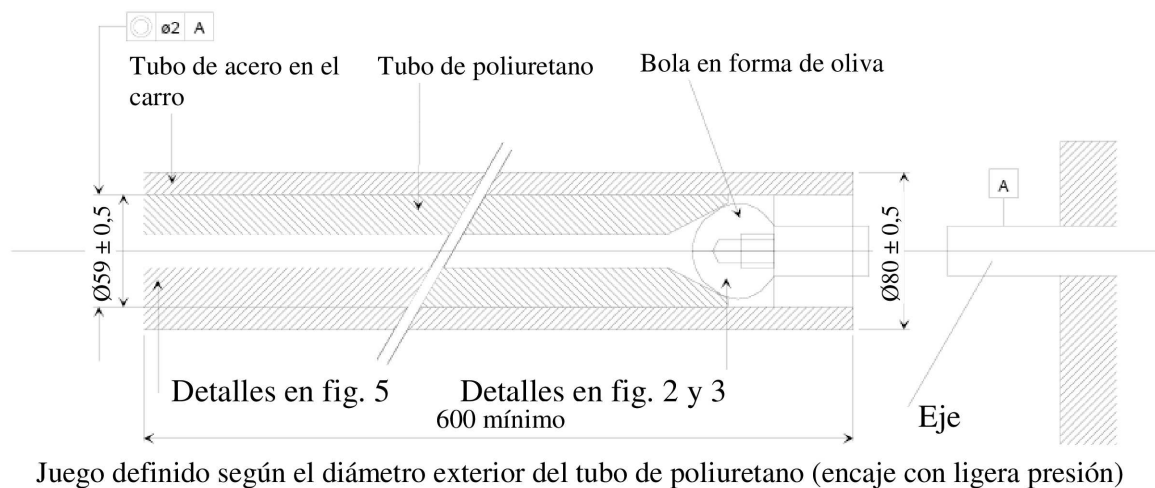 ø2 A
Tubo de acero en el
carro
Tubo de poliuretano
Bola en forma de oliva
A
Ø59 ± 0,5
Ø80 ± 0,5
Detalles en fig. 5
Detalles en fig. 2 y 3
Eje
600 mínimo
Juego definido según el diámetro exterior del tubo de poliuretano (encaje con ligera presión)